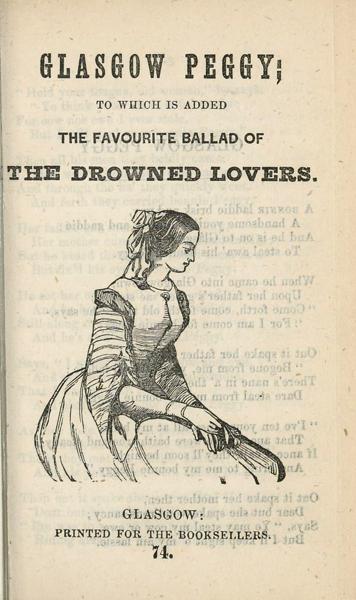 GLASGOW PEGGY;
TO WHICH IS ADDED
THE FAVOURITE BALLAD OF
THE DROWNED LOVERS.
GLASGOW:
PRINTED FOR THE BOOKSELLERS.
74.